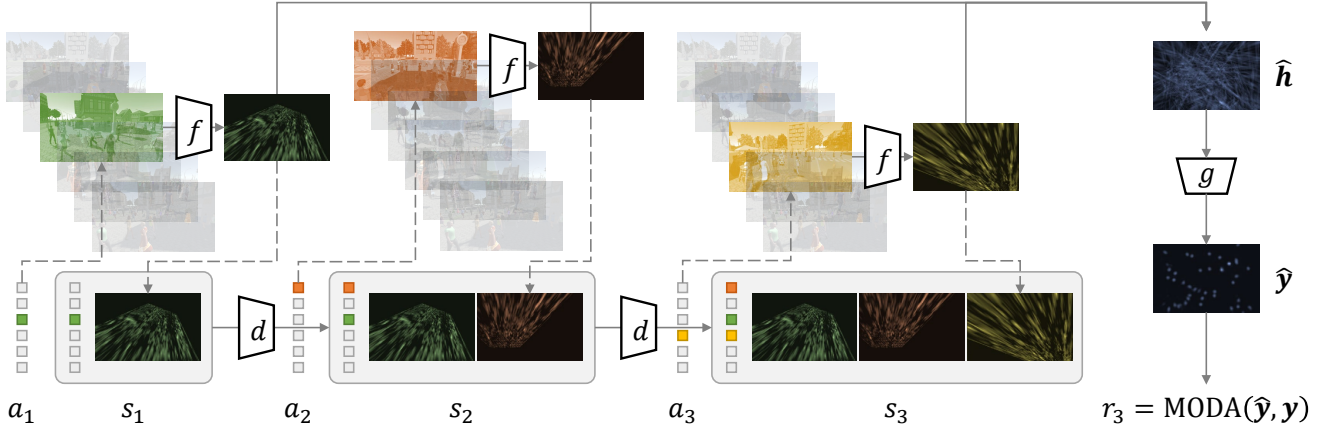 f
f
f
d
d
g
ĥ
ŷ
a₁
s₁
a₂
s₂
a₃
s₃
r₃ = MODA(ŷ, y)